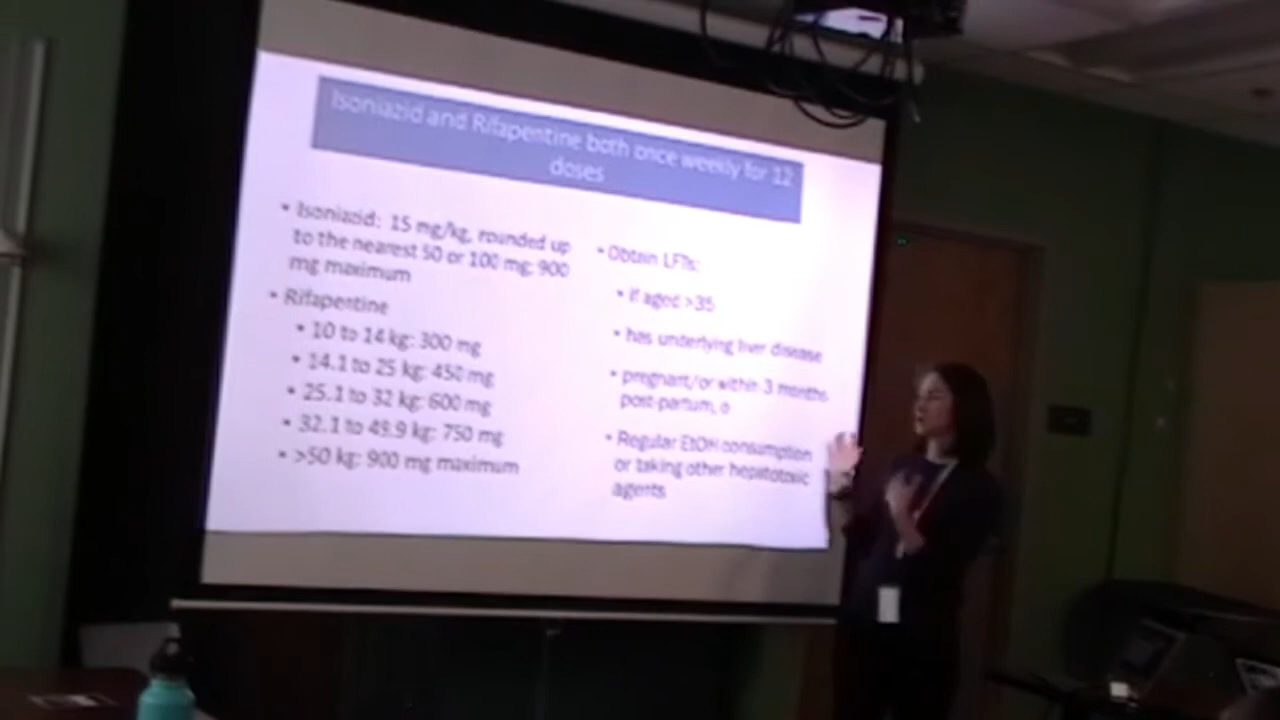 Isoniazid and Rifapentine both once weekly for 12
doses
• Isoniazid: 15 mg/kg, rounded up
to the nearest 50 or 100 mg; 900
mg maximum
• Rifapentine
• 10 to 14 kg: 300 mg
• 14.1 to 25 kg: 450 mg
• 25.1 to 32 kg: 600 mg
• 32.1 to 49.9 kg: 750 mg
• >50 kg: 900 mg maximum
• Obtain LFTs:
• if aged >35
• has underlying liver disease
• pregnant/or within 3 months
post-partum, o
• Regular EtOH consumption
or taking other hepatotoxic
agents